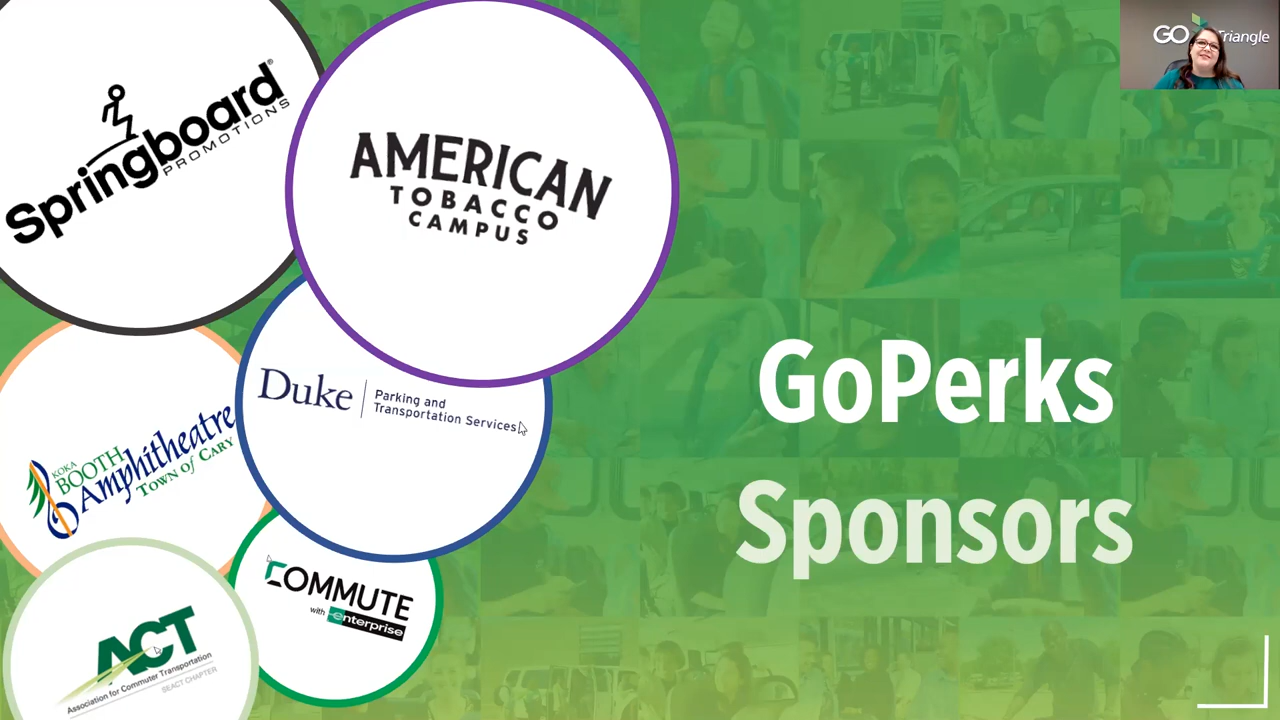 Springboard®
PROMOTIONS
AMERICAN
TOBACCO
CAMPUS
GO Triangle
Duke
Parking and
Transportation Services
KOKA
BOOTH
Amphitheatre
TOWN of CARY
GoPerks
Sponsors
COMMUTE
with enterprise
ACT
Association for Commuter Transportation
SEACT CHAPTER